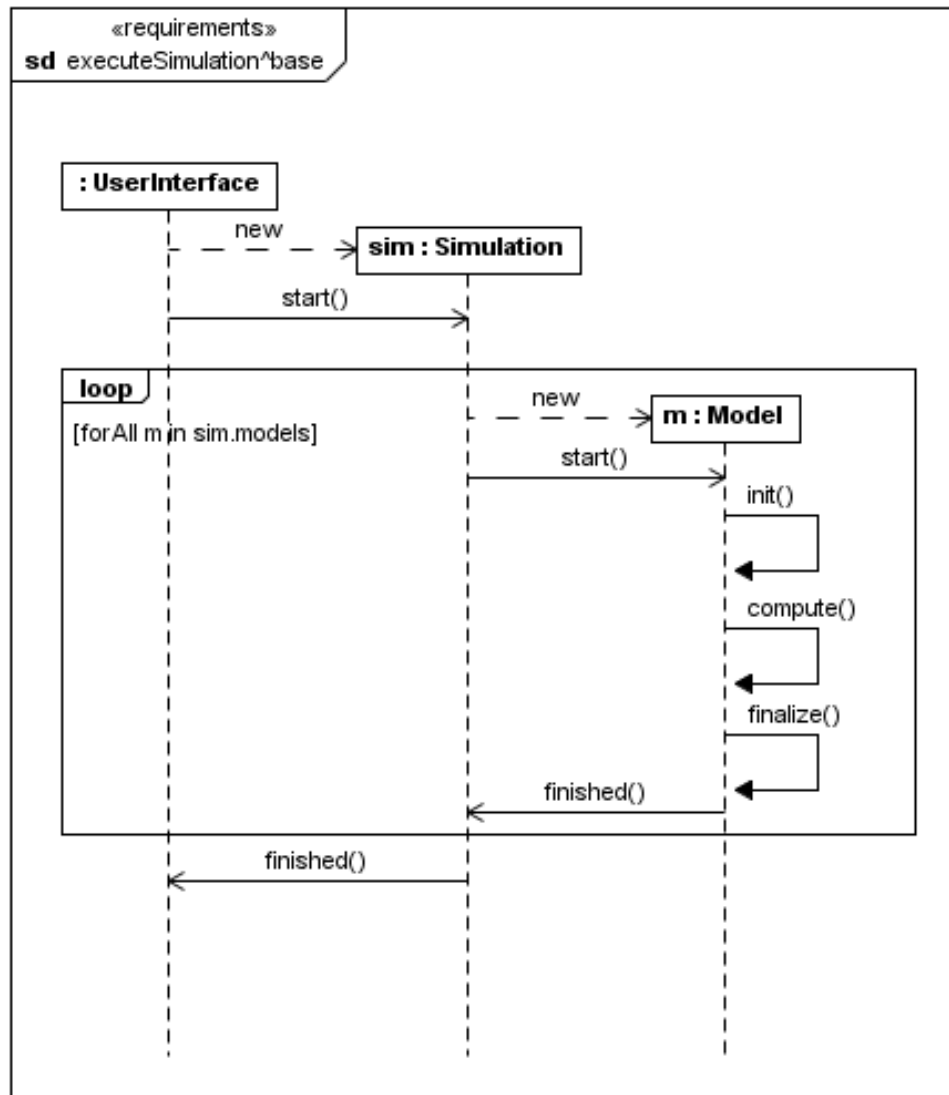 «requirements»
sd executeSimulation^base
: UserInterface
new
sim : Simulation
start()
loop
new
m : Model
[forAll m in sim.models]
start()
init()
compute()
finalize()
finished()
finished()